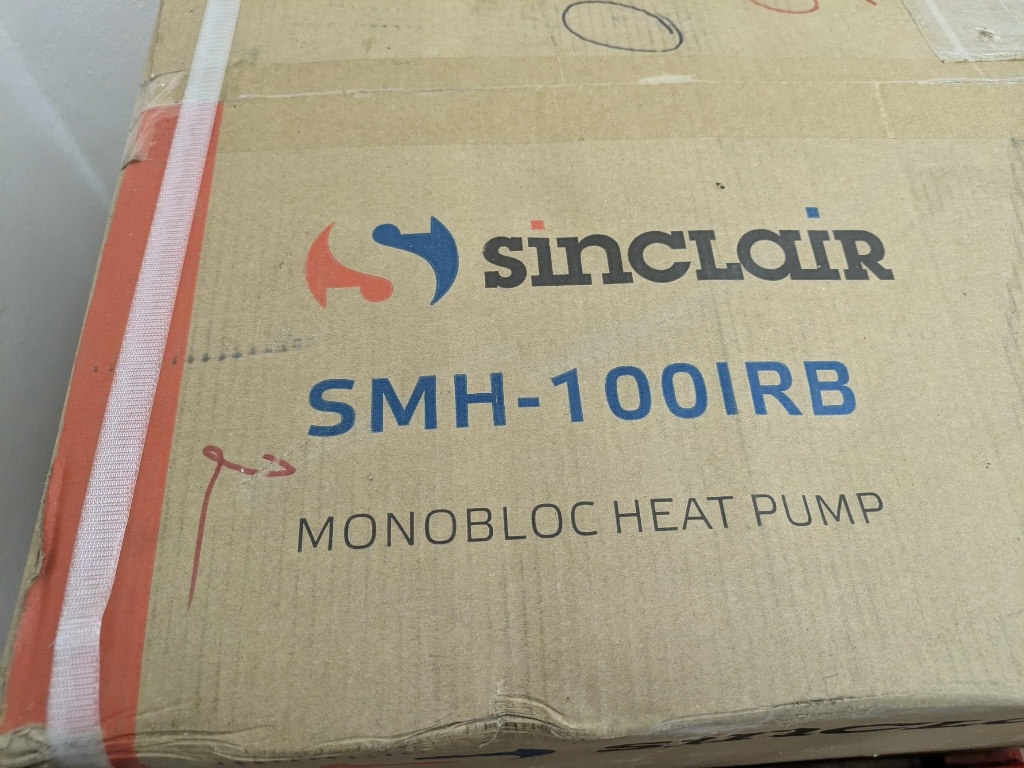 SINCLAIR
SMH-100IRB
MONOBLOC HEAT PUMP